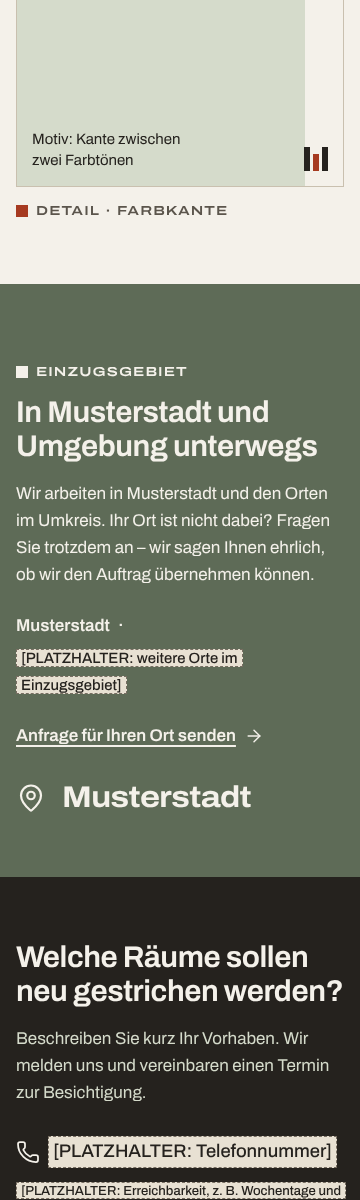 Motiv: Kante zwischen
zwei Farbtönen
DETAIL · FARBKANTE
EINZUGSGEBIET
In Musterstadt und
Umgebung unterwegs
Wir arbeiten in Musterstadt und den Orten
im Umkreis. Ihr Ort ist nicht dabei? Fragen
Sie trotzdem an – wir sagen Ihnen ehrlich,
ob wir den Auftrag übernehmen können.
Musterstadt ·
[PLATZHALTER: weitere Orte im
Einzugsgebiet]
Anfrage für Ihren Ort senden →
Musterstadt
Welche Räume sollen
neu gestrichen werden?
Beschreiben Sie kurz Ihr Vorhaben. Wir
melden uns und vereinbaren einen Termin
zur Besichtigung.
[PLATZHALTER: Telefonnummer]
[PLATZHALTER: Erreichbarkeit, z. B. Wochentage und